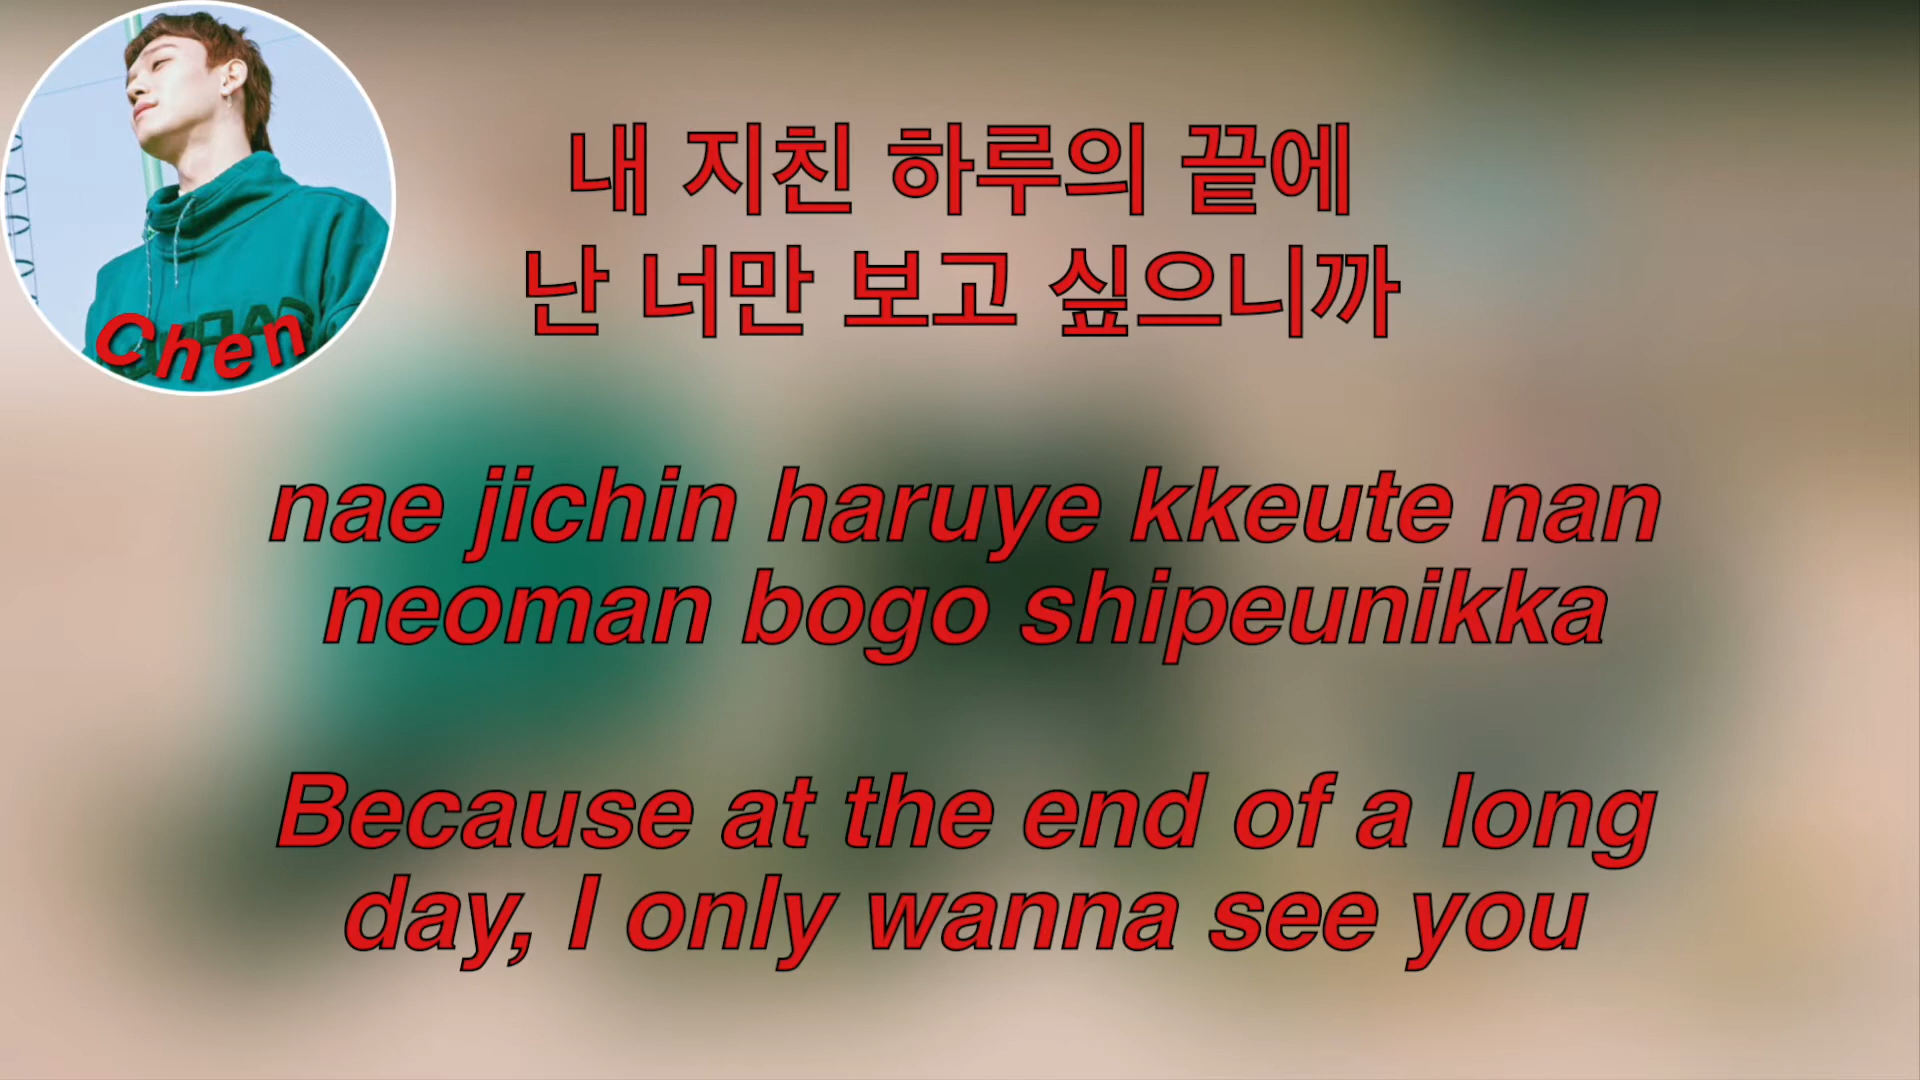 Chen
내 지친 하루의 끝에
난 너만 보고 싶으니까
nae jichin haruye kkeute nan
neoman bogo shipeunikka
Because at the end of a long
day, I only wanna see you